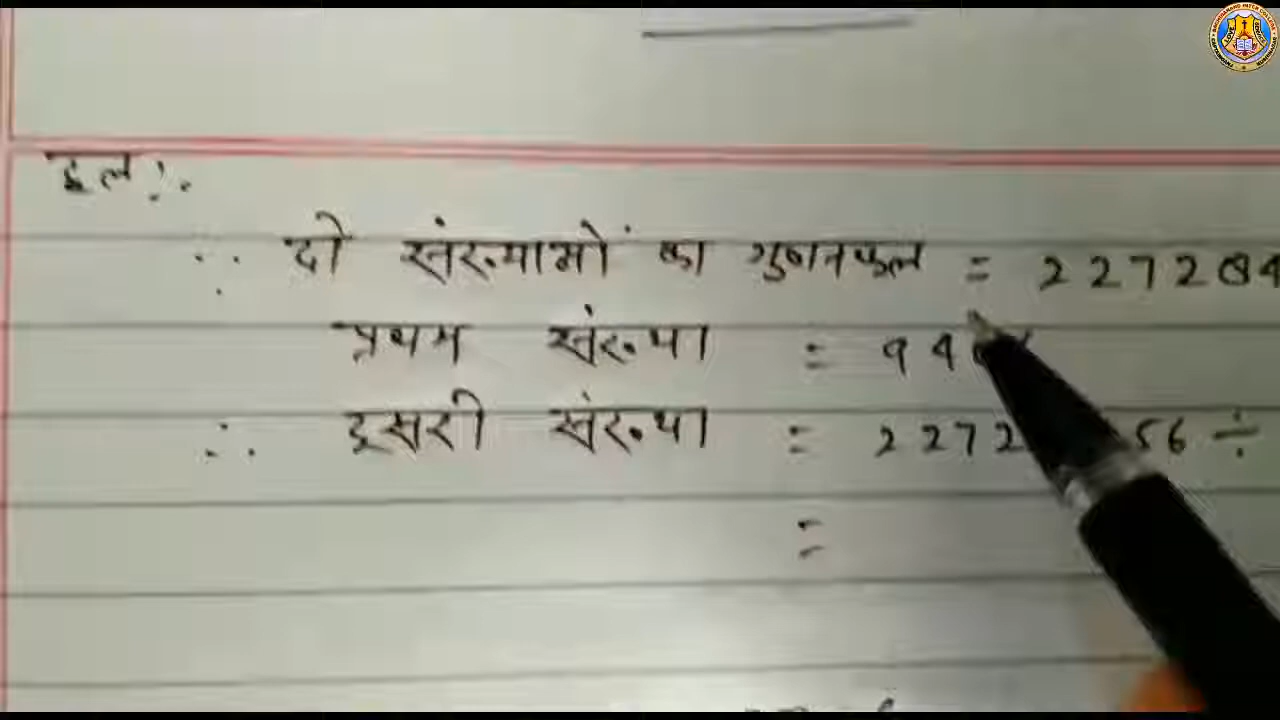 हल :.
∵ दो संख्याओं का गुणनफल = 227284
प्रथम संख्या = 94
∴ दूसरी संख्या = 2272 56 ÷
=